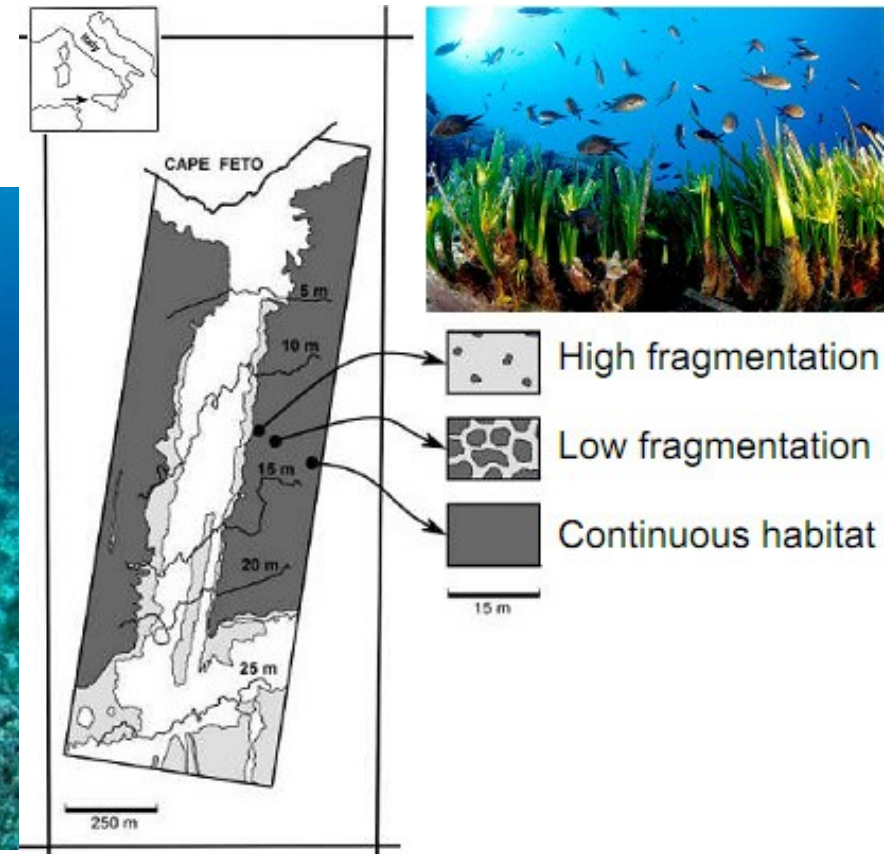 Italy
CAPE FETO
5 m
10 m
15 m
20 m
25 m
250 m
High fragmentation
Low fragmentation
Continuous habitat
15 m